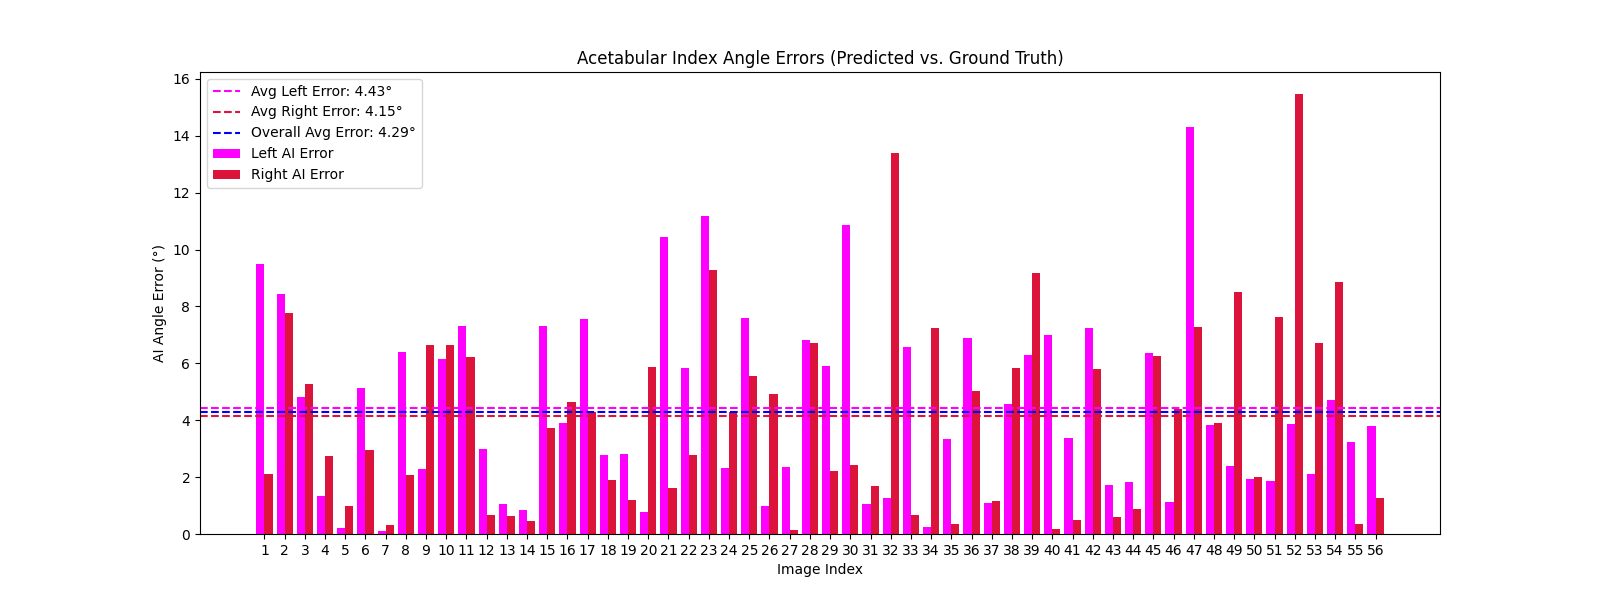 Acetabular Index Angle Errors (Predicted vs. Ground Truth)
Avg Left Error: 4.43°
Avg Right Error: 4.15°
Overall Avg Error: 4.29°
Left AI Error
Right AI Error
AI Angle Error (°)
16
14
12
10
8
6
4
2
0
1 2 3 4 5 6 7 8 9 10 11 12 13 14 15 16 17 18 19 20 21 22 23 24 25 26 27 28 29 30 31 32 33 34 35 36 37 38 39 40 41 42 43 44 45 46 47 48 49 50 51 52 53 54 55 56
Image Index